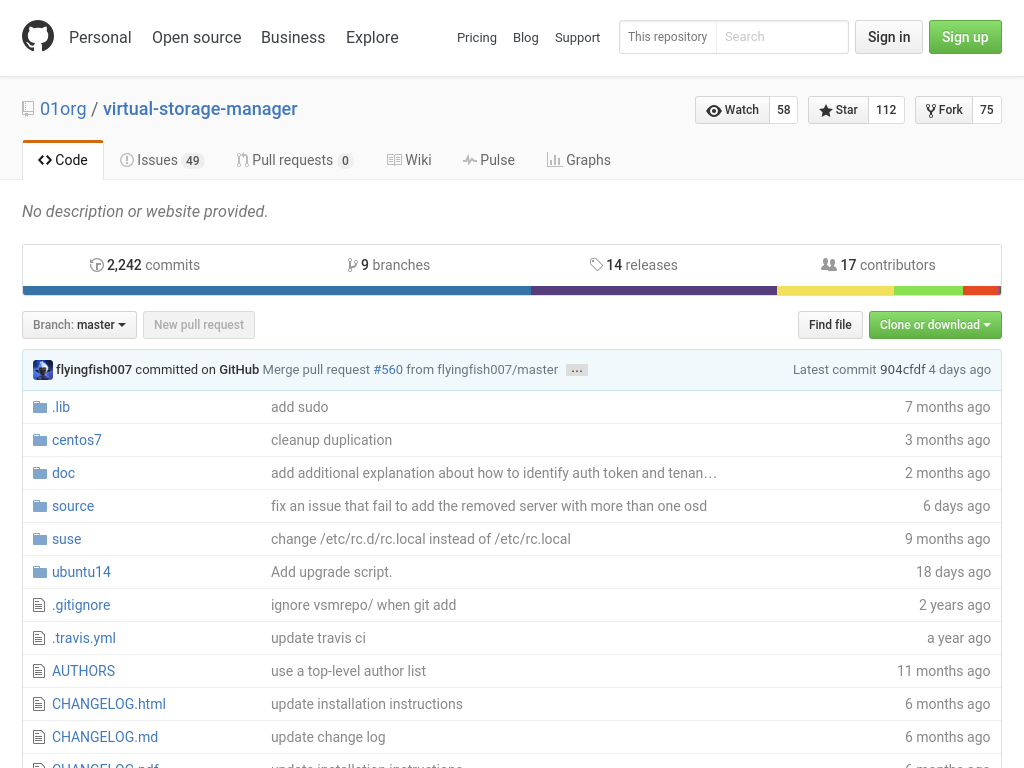 Personal Open source Business Explore Pricing Blog Support This repository Search Sign in Sign up
01org / virtual-storage-manager Watch 58 Star 112 Fork 75
Code Issues 49 Pull requests 0 Wiki Pulse Graphs
No description or website provided.
2,242 commits 9 branches 14 releases 17 contributors
Branch: master New pull request Find file Clone or download
flyingfish007 committed on GitHub Merge pull request #560 from flyingfish007/master … Latest commit 904cfdf 4 days ago
.lib add sudo 7 months ago
centos7 cleanup duplication 3 months ago
doc add additional explanation about how to identify auth token and tenan… 2 months ago
source fix an issue that fail to add the removed server with more than one osd 6 days ago
suse change /etc/rc.d/rc.local instead of /etc/rc.local 9 months ago
ubuntu14 Add upgrade script. 18 days ago
.gitignore ignore vsmrepo/ when git add 2 years ago
.travis.yml update travis ci a year ago
AUTHORS use a top-level author list 11 months ago
CHANGELOG.html update installation instructions 6 months ago
CHANGELOG.md update change log 6 months ago
CHANGELOG.pdf update installation instructions 6 months ago